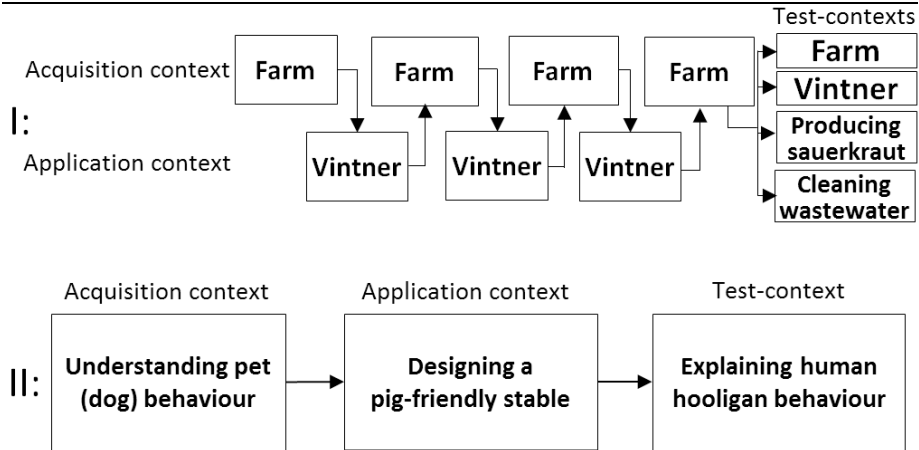 Test-contexts
Acquisition context
Farm
Farm
Farm
Farm
Farm
Vintner
I:
Application context
Vintner
Vintner
Vintner
Producing
sauerkraut
Cleaning
wastewater
Acquisition context
Application context
Test-context
II:
Understanding pet
(dog) behaviour
Designing a
pig-friendly stable
Explaining human
hooligan behaviour